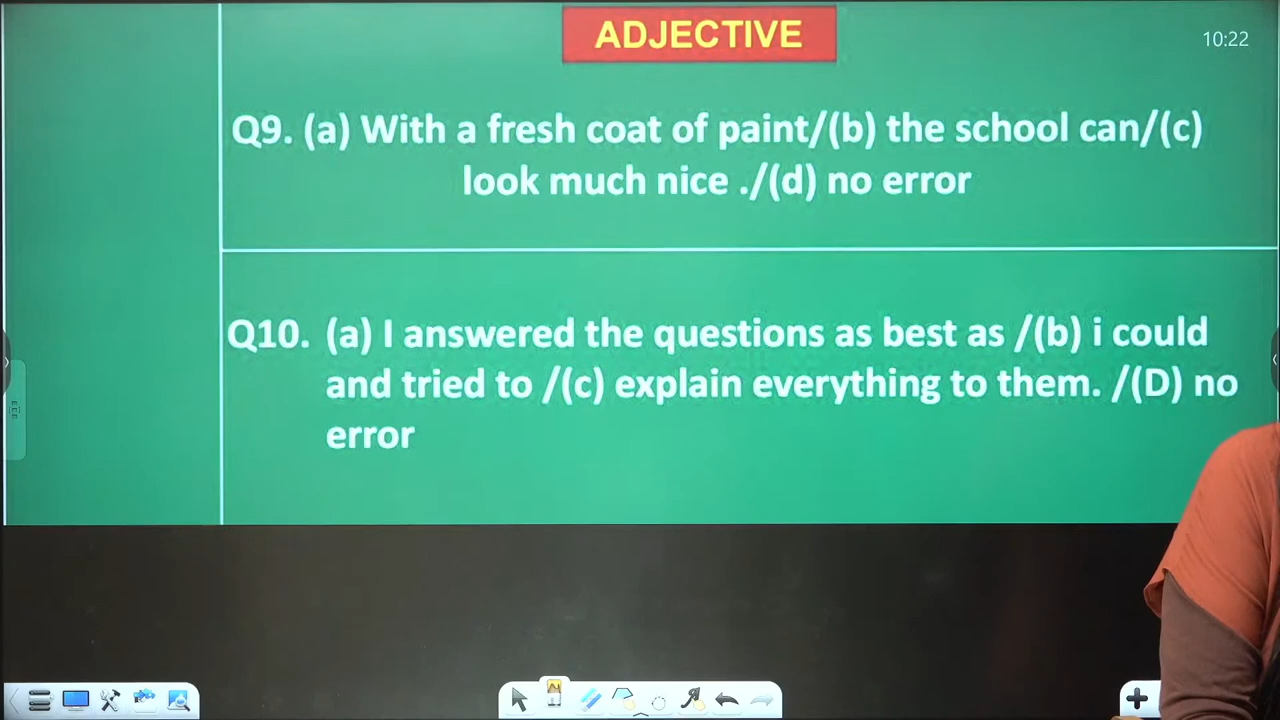 ADJECTIVE
10:22
Q9. (a) With a fresh coat of paint/(b) the school can/(c)
look much nice ./(d) no error
Q10. (a) I answered the questions as best as /(b) i could
and tried to /(c) explain everything to them. /(D) no
error